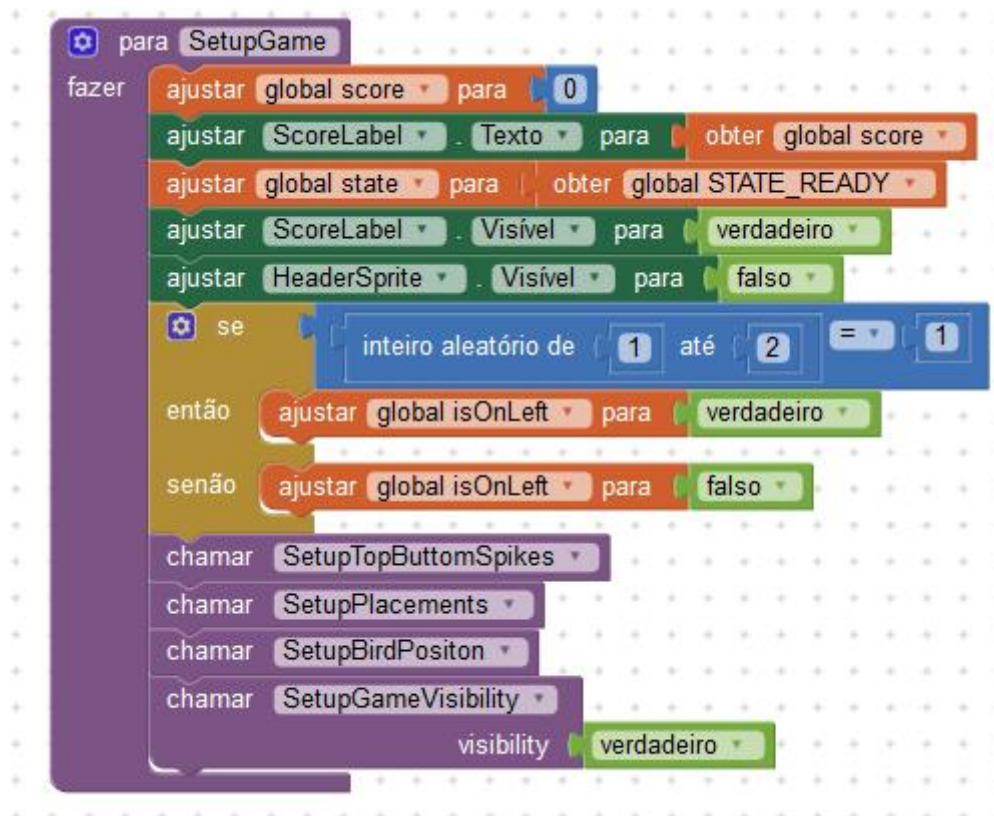 para SetupGame
fazer ajustar global score para 0
ajustar ScoreLabel . Texto para obter global score
ajustar global state para obter global STATE_READY
ajustar ScoreLabel . Visível para verdadeiro
ajustar HeaderSprite . Visível para falso
se inteiro aleatório de 1 até 2 = 1
então ajustar global isOnLeft para verdadeiro
senão ajustar global isOnLeft para falso
chamar SetupTopButtomSpikes
chamar SetupPlacements
chamar SetupBirdPositon
chamar SetupGameVisibility
visibility verdadeiro